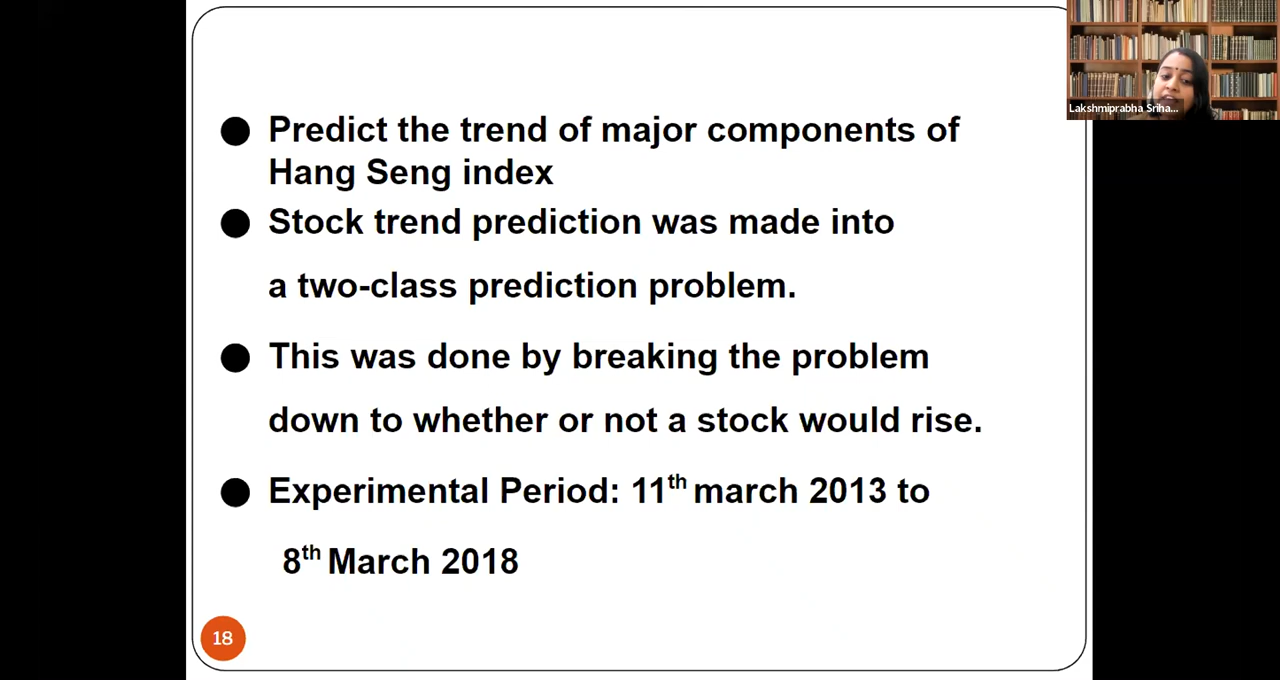 Lakshmiprabha Sriha...
● Predict the trend of major components of
Hang Seng index
● Stock trend prediction was made into
a two-class prediction problem.
● This was done by breaking the problem
down to whether or not a stock would rise.
● Experimental Period: 11th march 2013 to
8th March 2018
18